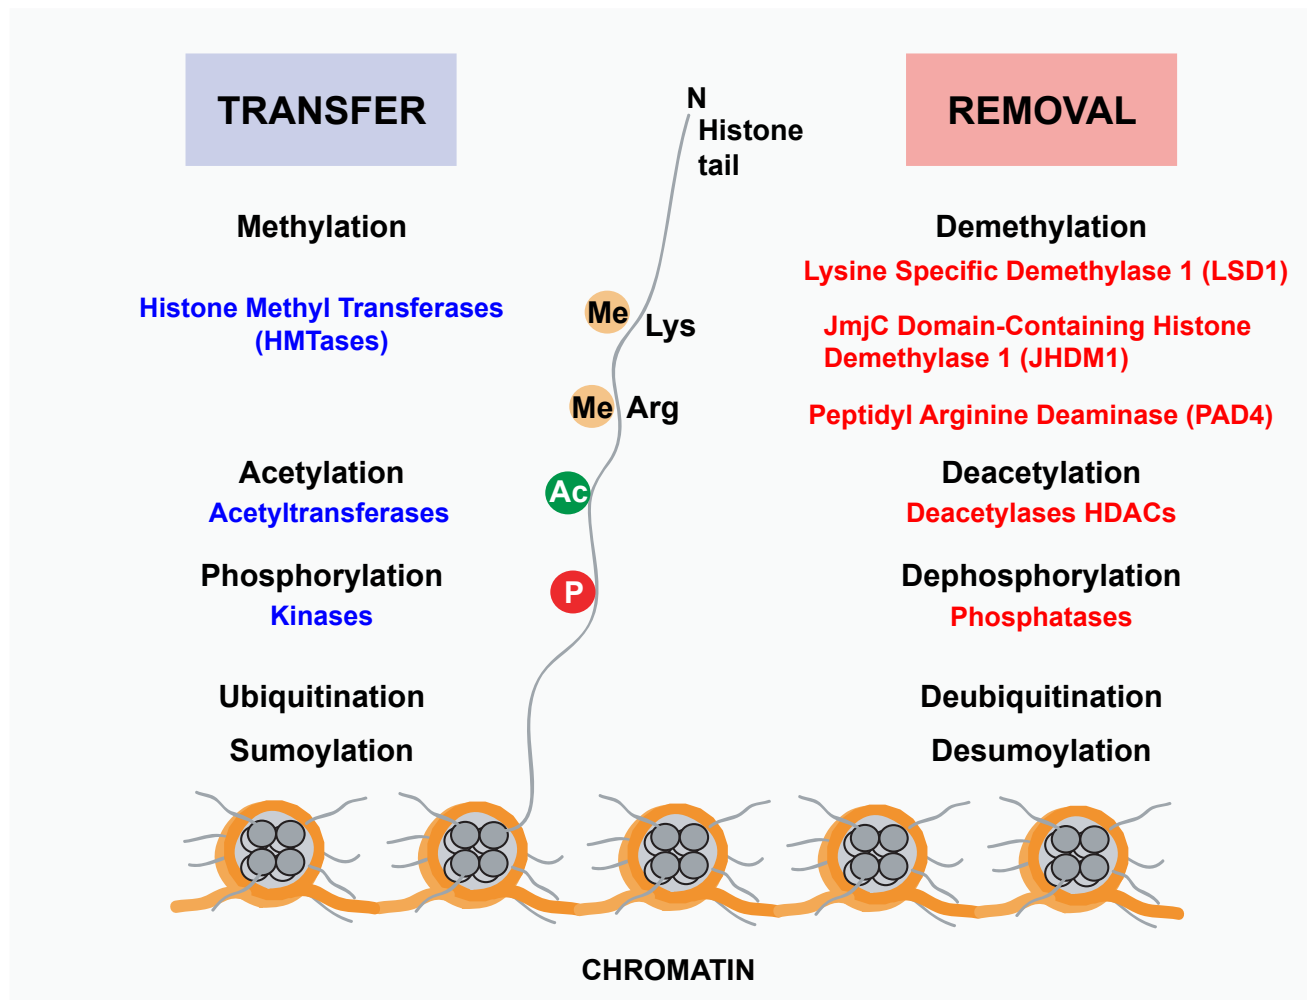 TRANSFER
Methylation
Histone Methyl Transferases
(HMTases)
Acetylation
Acetyltransferases
Phosphorylation
Kinases
Ubiquitination
Sumoylation
N
Histone
tail
Me
Lys
Me
Arg
Ac
P
REMOVAL
Demethylation
Lysine Specific Demethylase 1 (LSD1)
JmjC Domain-Containing Histone
Demethylase 1 (JHDM1)
Peptidyl Arginine Deaminase (PAD4)
Deacetylation
Deacetylases HDACs
Dephosphorylation
Phosphatases
Deubiquitination
Desumoylation
CHROMATIN